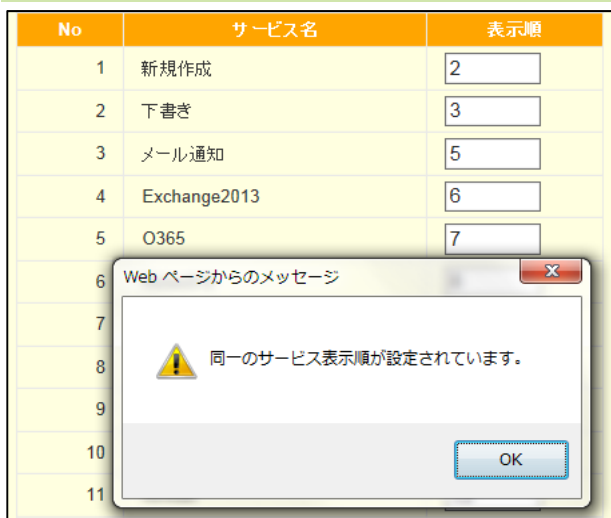 No サービス名 表示順
1 新規作成 2
2 下書き 3
3 メール通知 5
4 Exchange2013 6
5 O365 7
6
Web ページからのメッセージ
7
同一のサービス表示順が設定されています。
8
9
10
OK
11